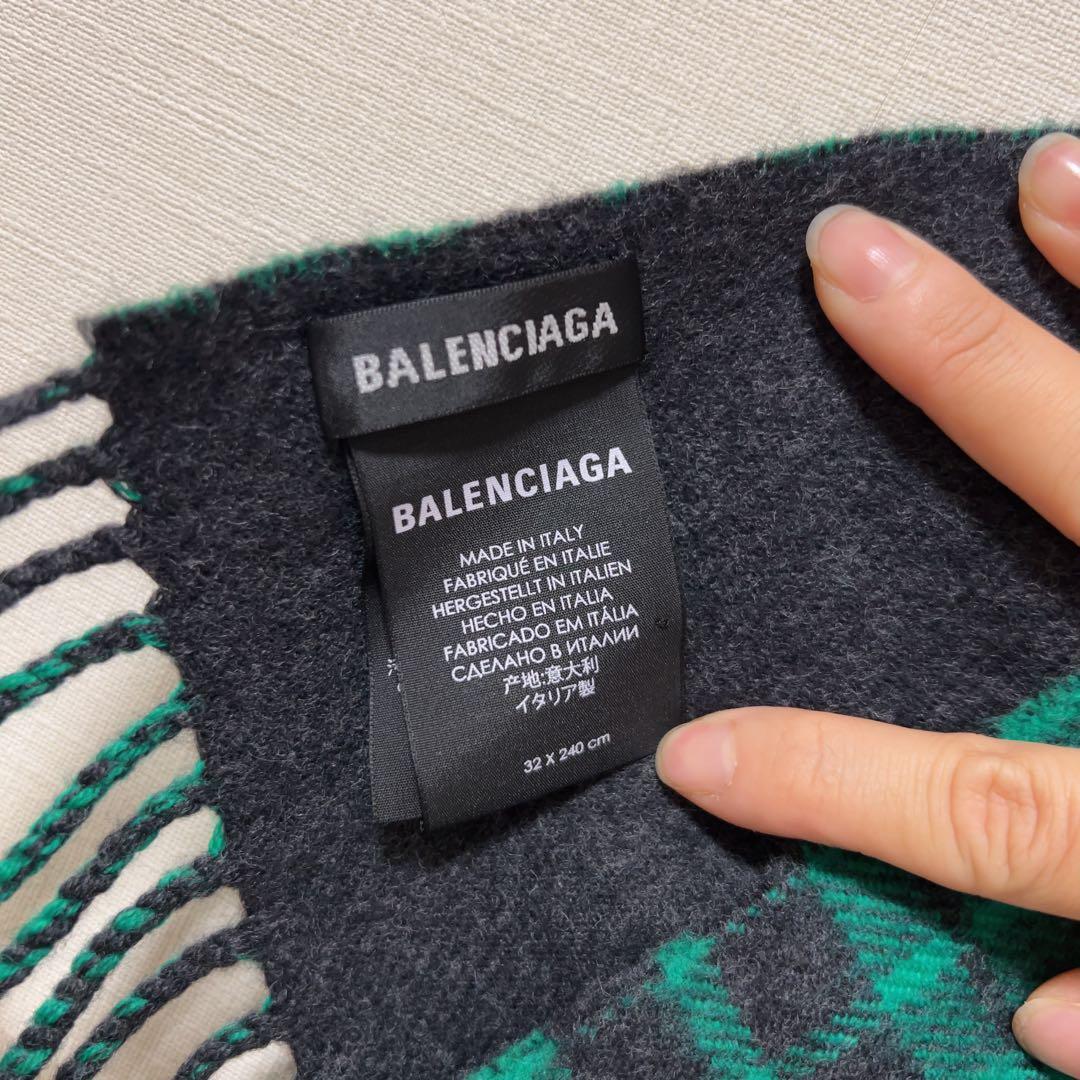 BALENCIAGA
BALENCIAGA
MADE IN ITALY
FABRIQUÉ EN ITALIE
HERGESTELLT IN ITALIEN
HECHO EN ITALIA
FABRICADO EM ITÁLIA
СДЕЛАНО В ИТАЛИИ
产地:意大利
イタリア製
32 X 240 cm